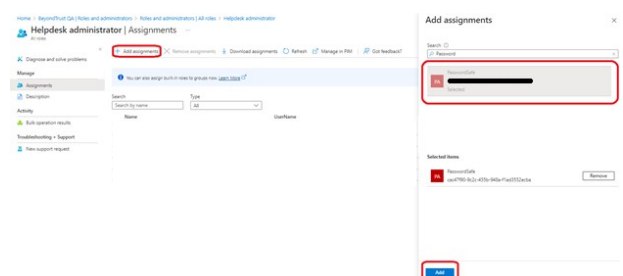 Home > BeyondTrust QA | Roles and administrators > Roles and administrators | All roles > Helpdesk administrator
Helpdesk administrator | Assignments ...
All roles
Diagnose and solve problems
Manage
Assignments
Description
Activity
Bulk operation results
Troubleshooting + Support
New support request
+ Add assignments
Remove assignments
Download assignments
Refresh
Manage in PIM
Got feedback?
You can also assign built-in roles to groups now. Learn More
Search
Type
Search by name
All
Name
UserName
Add assignments
Search
Password
PA
PasswordSafe
Selected
Selected items
PA
PasswordSafe
Remove
Add